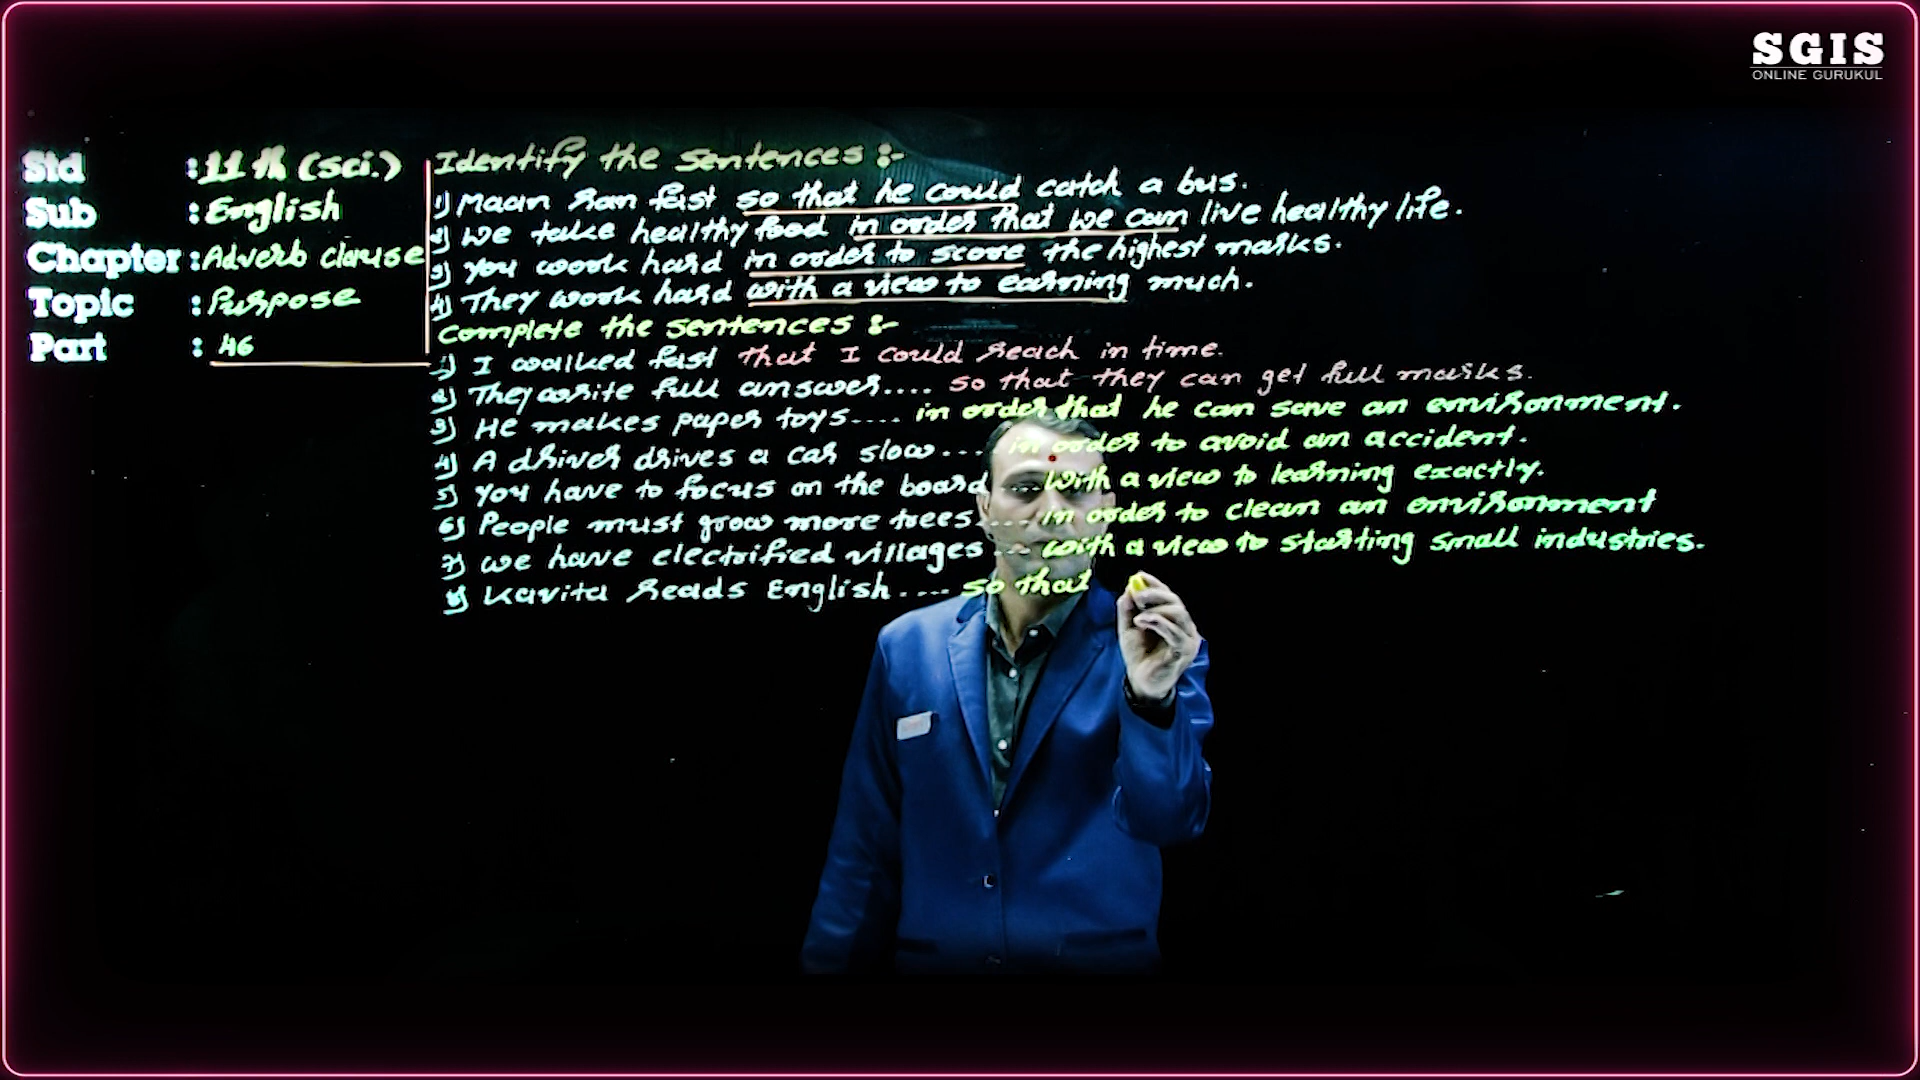 SGIS
ONLINE GURUKUL
Std : 11th (sci.)
Sub : English
Chapter : Adverb clause
Topic : Purpose
Part : 46
Identify the sentences :-
1) Maan ran fast so that he could catch a bus.
2) We take healthy food in order that we can live healthy life.
3) You work hard in order to score the highest marks.
4) They work hard with a view to earning much.
Complete the sentences :-
1) I walked fast that I could reach in time.
2) They write full answer.... so that they can get full marks.
3) He makes paper toys.... in order that he can save an environment.
4) A driver drives a car slow... in order to avoid an accident.
5) You have to focus on the board ... with a view to learning exactly.
6) People must grow more trees.... in order to clean an environment
7) We have electrified villages ... with a view to starting small industries.
8) Kavita reads English.... so that